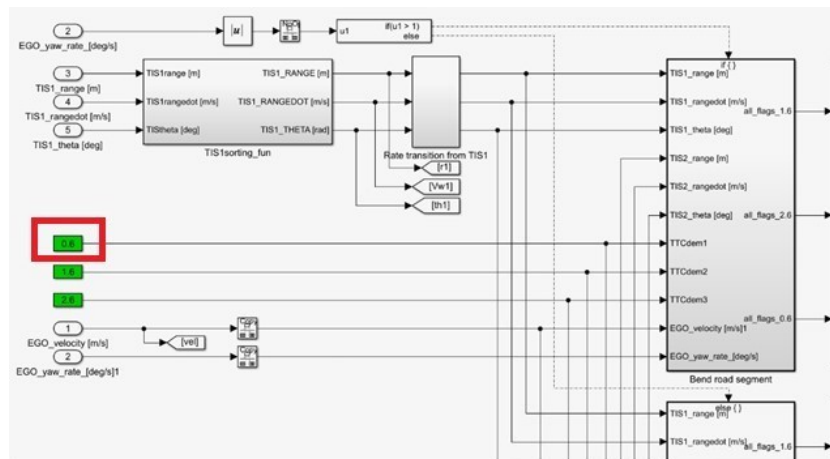 2
EGO_yaw_rate_[deg/s]
|u|
u1
if(u1 > 1)
else
3
TIS1_range [m]
4
TIS1_rangedot [m/s]
5
TIS1_theta [deg]
TIS1range [m]
TIS1rangedot [m/s]
TIStheta [deg]
TIS1_RANGE [m]
TIS1_RANGEDOT [m/s]
TIS1_THETA [rad]
TIS1sorting_fun
Rate transition from TIS1
[r1]
[Vw1]
[th1]
0.6
1.6
2.6
1
EGO_velocity [m/s]
[vel]
2
EGO_yaw_rate_[deg/s]1
Copy
Copy
if { }
TIS1_range [m]
TIS1_rangedot [m/s]
TIS1_theta [deg]
TIS2_range [m]
TIS2_rangedot [m/s]
TIS2_theta [deg]
TTCdem1
TTCdem2
TTCdem3
EGO_velocity [m/s]1
EGO_yaw_rate_[deg/s]
all_flags_1.6
all_flags_2.6
all_flags_0.6
Bend road segment
else { }
TIS1_range [m]
TIS1_rangedot [m/s]
all_flags_1.6